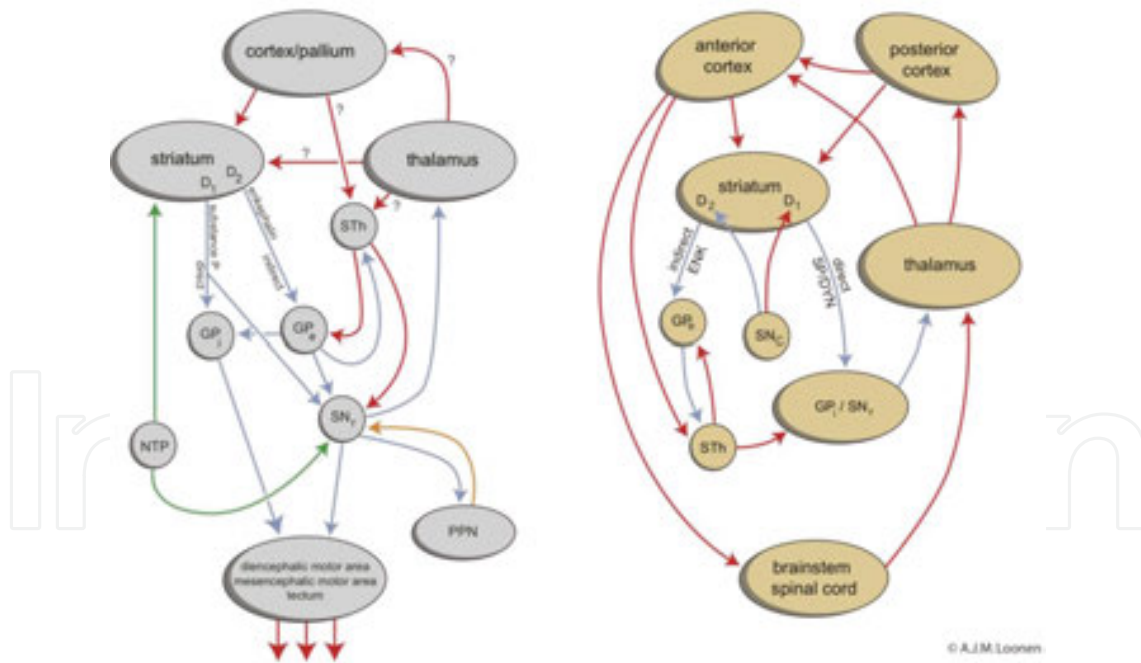 cortex/pallium
?
?
striatum
D1
D2
?
thalamus
?
substance P
direct
enkephalin
indirect
STh
GPi
GPe
SNr
NTP
PPN
diencephalic motor area
mesencephalic motor area
tectum
anterior
cortex
posterior
cortex
striatum
D2
D1
indirect
ENK
direct
SP/DYN
thalamus
GPe
SNC
GPi / SNr
STh
brainstem
spinal cord
© A.J.M.Loonen